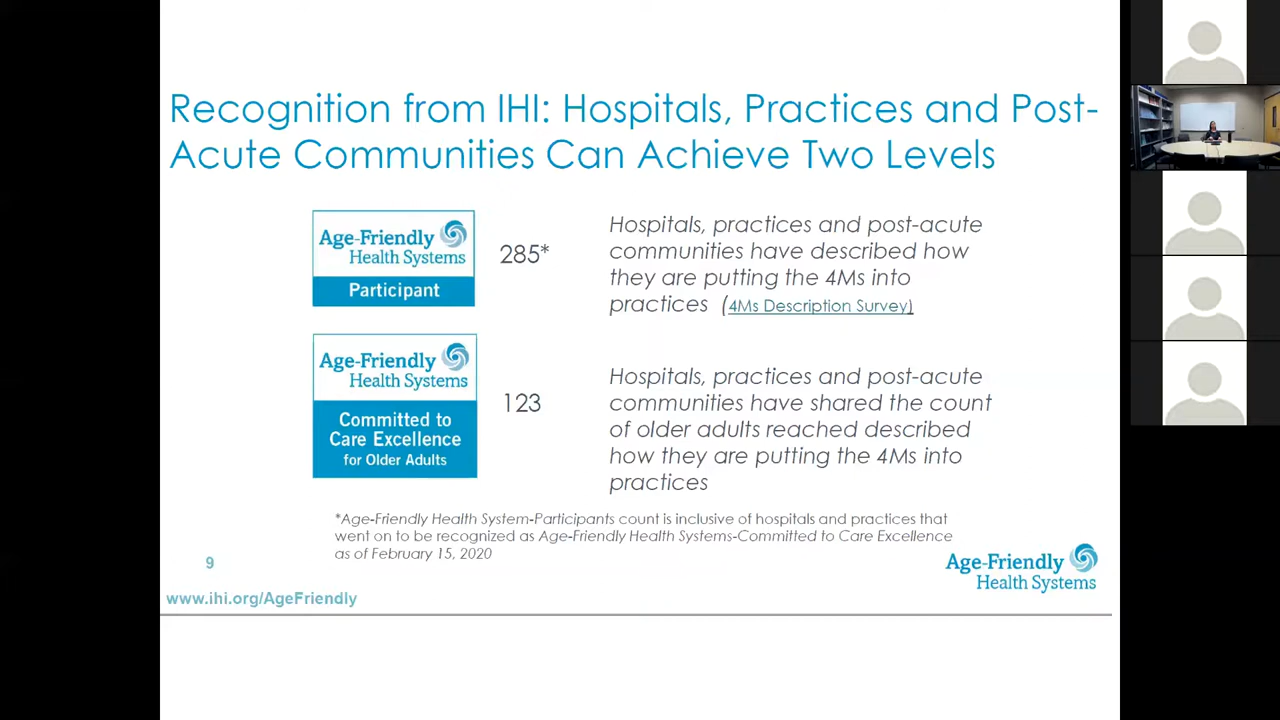 Recognition from IHI: Hospitals, Practices and Post-
Acute Communities Can Achieve Two Levels
Age-Friendly
Health Systems
Participant
285*
Hospitals, practices and post-acute
communities have described how
they are putting the 4Ms into
practices (4Ms Description Survey)
Age-Friendly
Health Systems
Committed to
Care Excellence
for Older Adults
123
Hospitals, practices and post-acute
communities have shared the count
of older adults reached described
how they are putting the 4Ms into
practices
*Age-Friendly Health System-Participants count is inclusive of hospitals and practices that
went on to be recognized as Age-Friendly Health Systems-Committed to Care Excellence
as of February 15, 2020
9
Age-Friendly
Health Systems
www.ihi.org/AgeFriendly